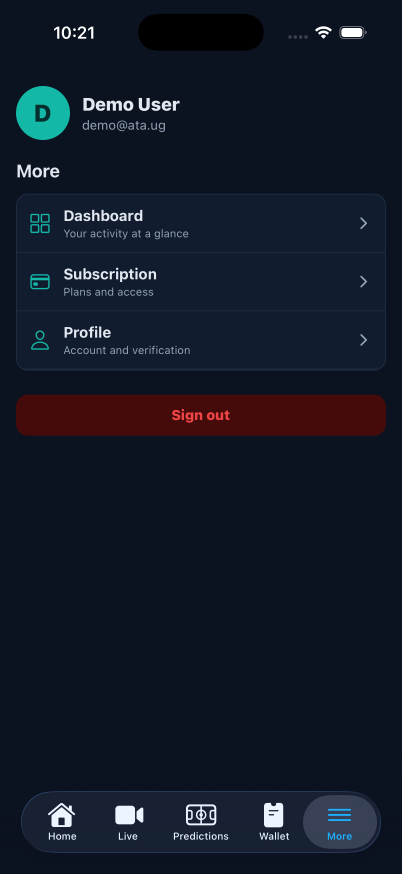 10:21
D
Demo User
demo@ata.ug
More
Dashboard
Your activity at a glance
Subscription
Plans and access
Profile
Account and verification
Sign out
Home
Live
Predictions
Wallet
More